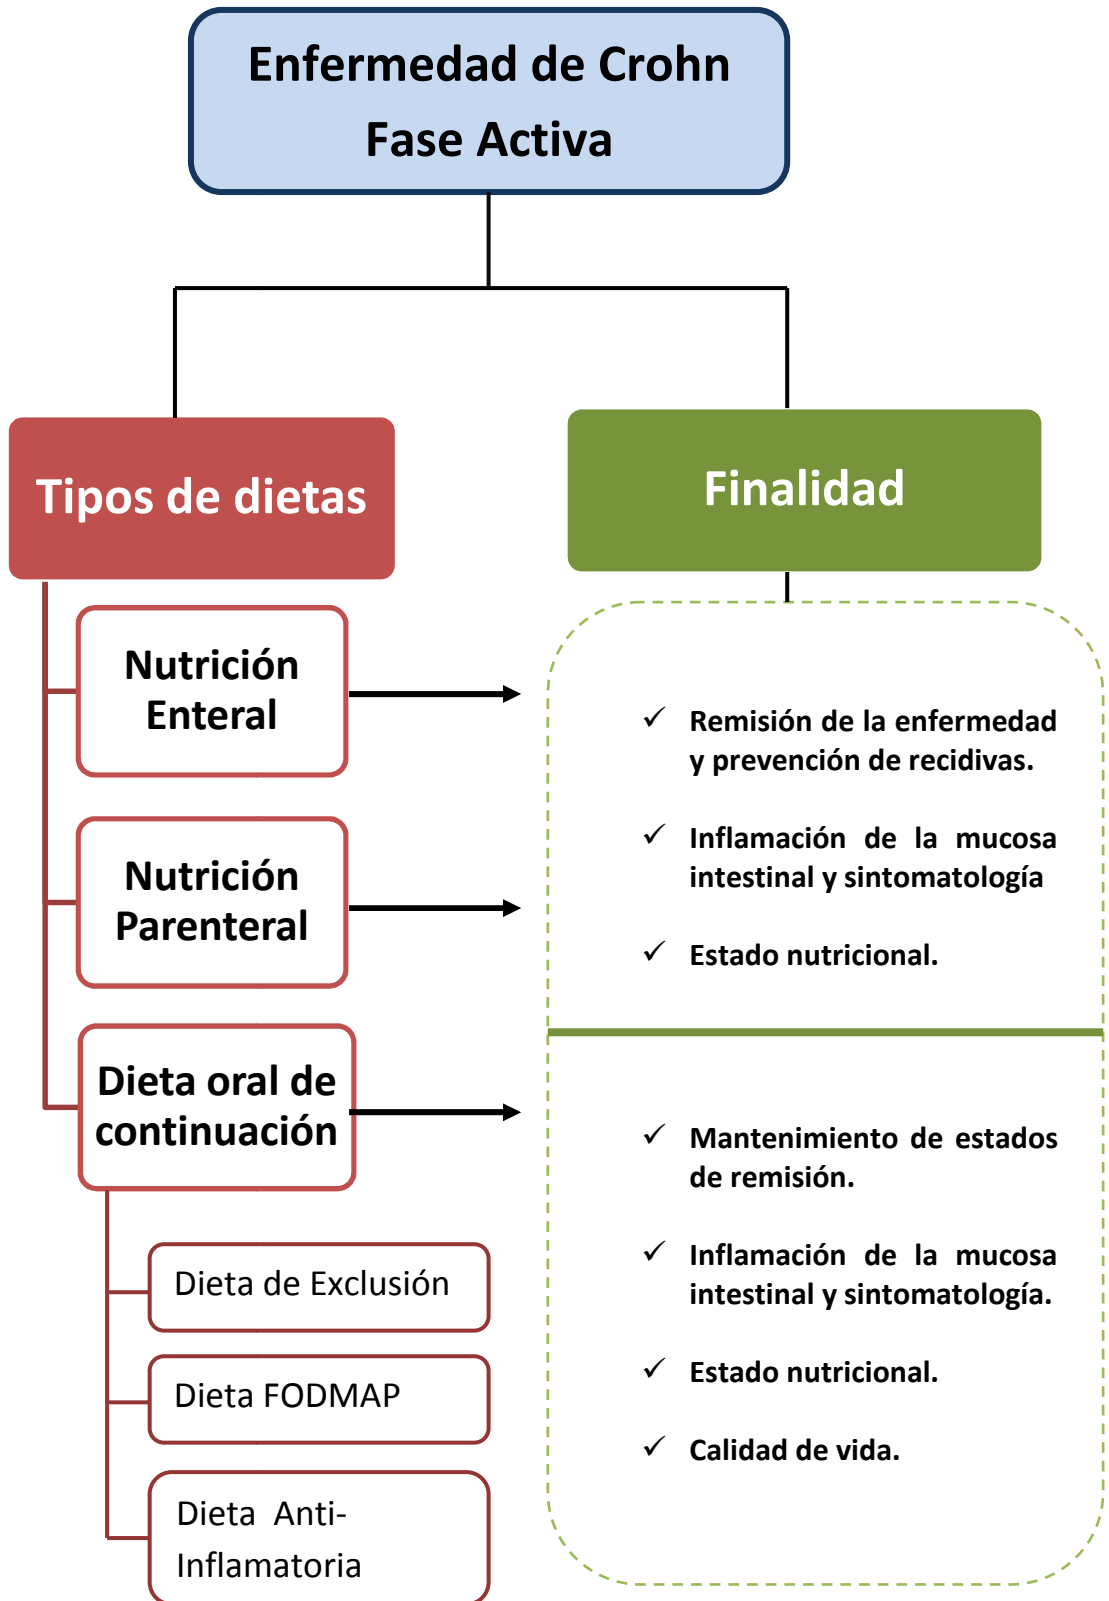 Enfermedad de Crohn
Fase Activa
Tipos de dietas
Finalidad
Nutrición
Enteral
Nutrición
Parenteral
Dieta oral de
continuación
Dieta de Exclusión
Dieta FODMAP
Dieta Anti-
Inflamatoria
✓ Remisión de la enfermedad
y prevención de recidivas.
✓ Inflamación de la mucosa
intestinal y sintomatología
✓ Estado nutricional.
✓ Mantenimiento de estados
de remisión.
✓ Inflamación de la mucosa
intestinal y sintomatología.
✓ Estado nutricional.
✓ Calidad de vida.